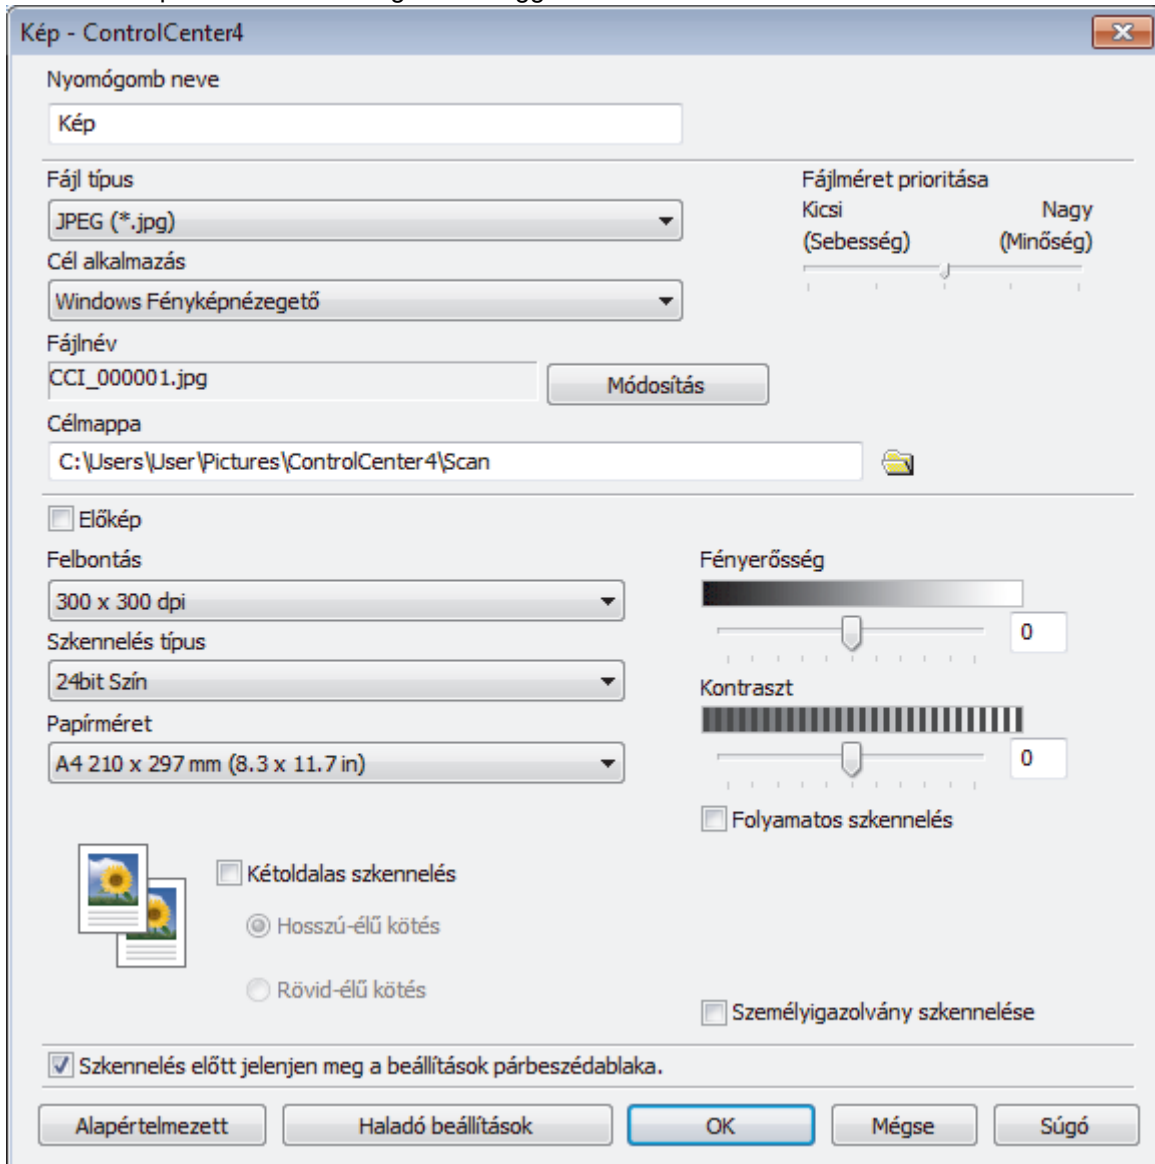 Kép - ControlCenter4
Nyomógomb neve
Kép
Fájl típus
JPEG (*.jpg)
Cél alkalmazás
Windows Fényképnézegető
Fájlméret prioritása
Kicsi Nagy
(Sebesség) (Minőség)
Fájlnév
CCI_000001.jpg
Módosítás
Célmappa
C:\Users\User\Pictures\ControlCenter4\Scan
Előkép
Felbontás
300 x 300 dpi
Szkennelés típus
24bit Szín
Papírméret
A4 210 x 297 mm (8.3 x 11.7 in)
Fényerősség
0
Kontraszt
0
Folyamatos szkennelés
Kétoldalas szkennelés
Hosszú-élű kötés
Rövid-élű kötés
Személyigazolvány szkennelése
Szkennelés előtt jelenjen meg a beállítások párbeszédablaka.
Alapértelmezett Haladó beállítások OK Mégse Súgó